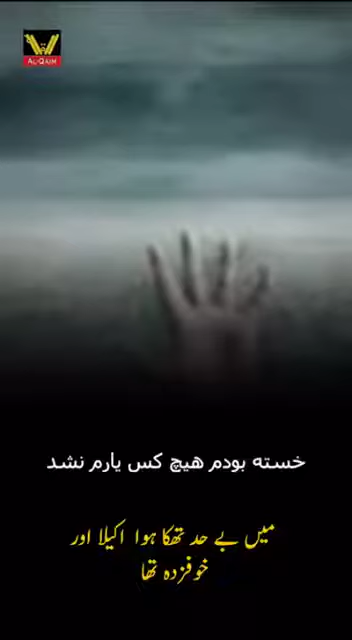 AL-QAIM
خسته بودم هیچ کس یارم نشد
میں بے حد تھکا ہوا اکیلا اور
خوفزدہ تھا